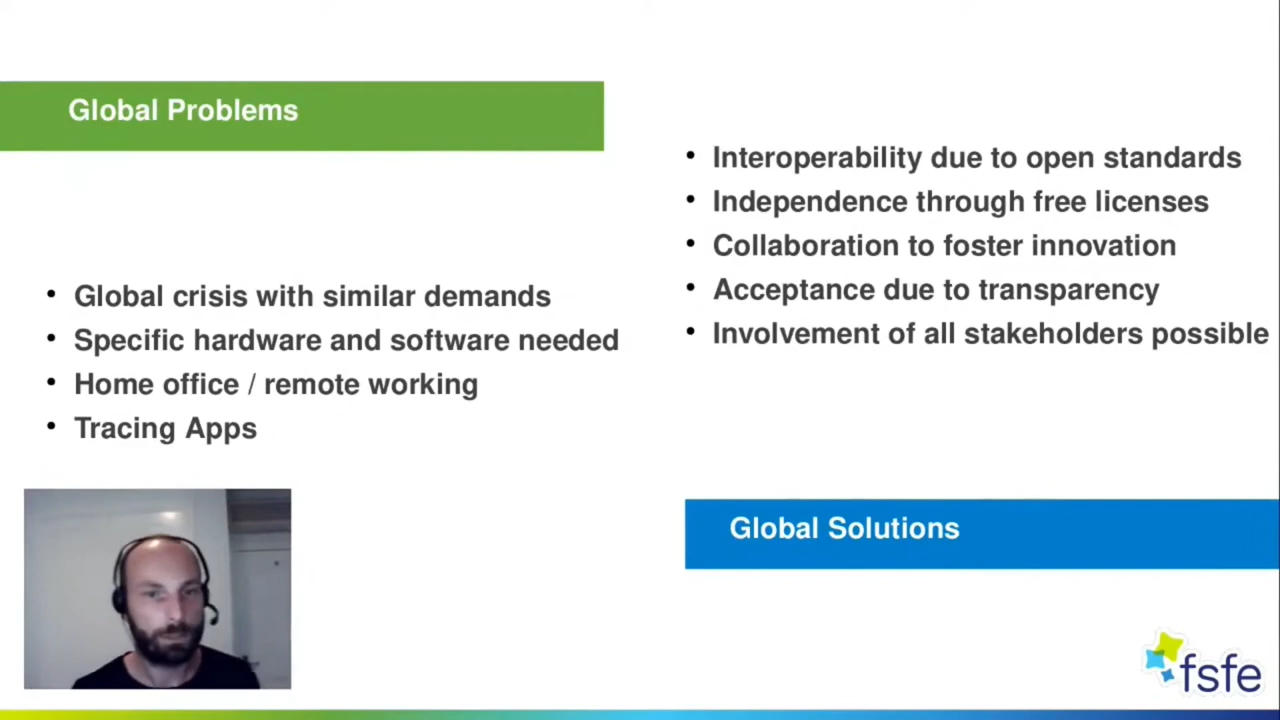 Global Problems
• Global crisis with similar demands
• Specific hardware and software needed
• Home office / remote working
• Tracing Apps
• Interoperability due to open standards
• Independence through free licenses
• Collaboration to foster innovation
• Acceptance due to transparency
• Involvement of all stakeholders possible
Global Solutions
fsfe